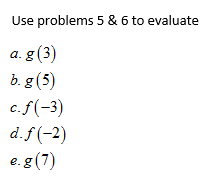 Use problems 5 & 6 to evaluate
a. g(3)
b. g(5)
c. f(−3)
d. f(−2)
e. g(7)